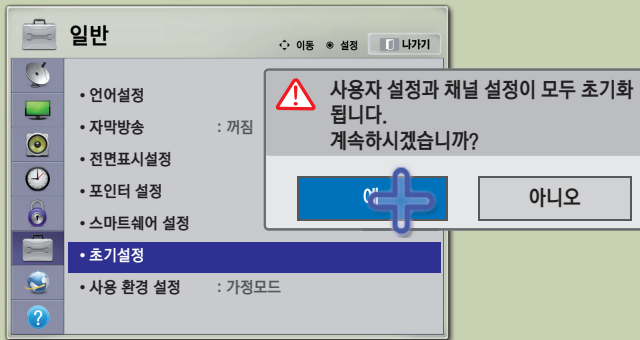 일반
이동 설정 나가기
• 언어설정
• 자막방송 : 꺼짐
• 전면표시설정
• 포인터 설정
• 스마트쉐어 설정
• 초기설정
• 사용 환경 설정 : 가정모드
?
사용자 설정과 채널 설정이 모두 초기화
됩니다.
계속하시겠습니까?
아니오